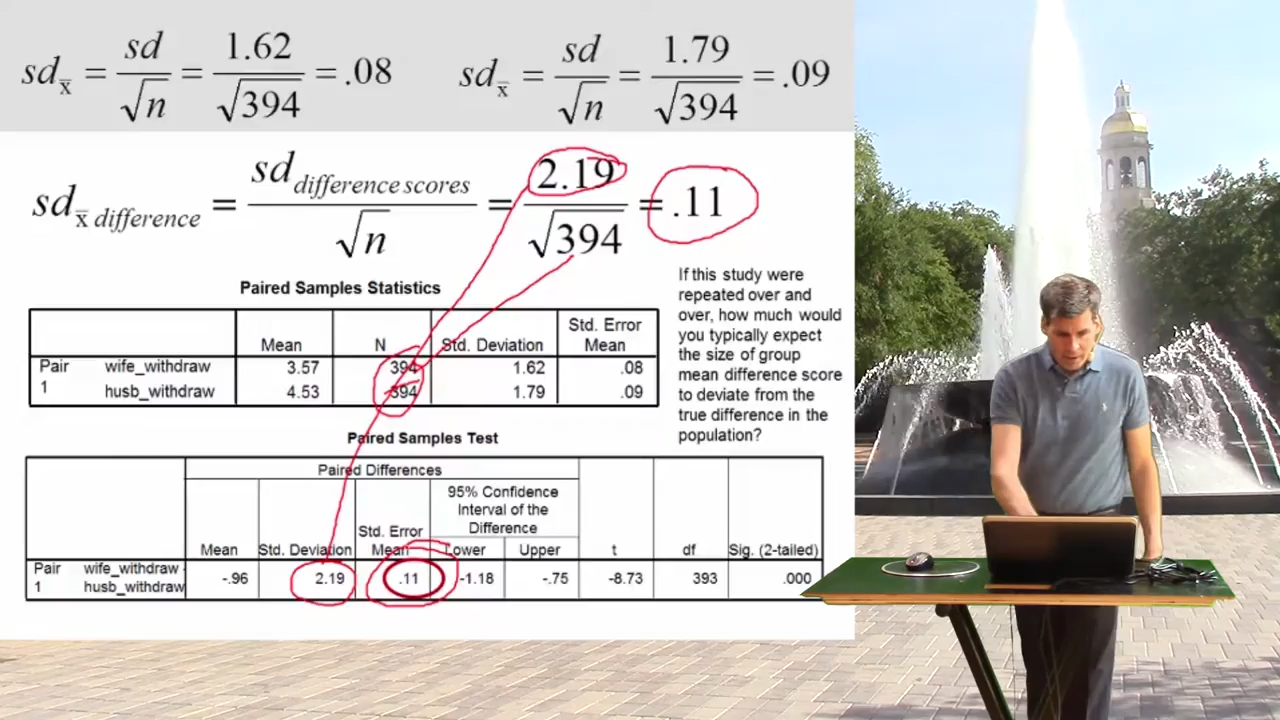 sd x̄ = sd / √n = 1.62 / √394 = .08
sd x̄ = sd / √n = 1.79 / √394 = .09
sd x̄ difference = sd difference scores / √n = 2.19 / √394 = .11
Paired Samples Statistics
Mean N Std. Deviation Std. Error Mean
Pair 1 wife_withdraw 3.57 394 1.62 .08
husb_withdraw 4.53 394 1.79 .09
If this study were
repeated over and
over, how much would
you typically expect
the size of group
mean difference score
to deviate from the
true difference in the
population?
Paired Samples Test
Paired Differences
95% Confidence
Interval of the
Difference
Mean Std. Deviation Std. Error Mean Lower Upper t df Sig. (2-tailed)
Pair 1 wife_withdraw - husb_withdraw -.96 2.19 .11 -1.18 -.75 -8.73 393 .000